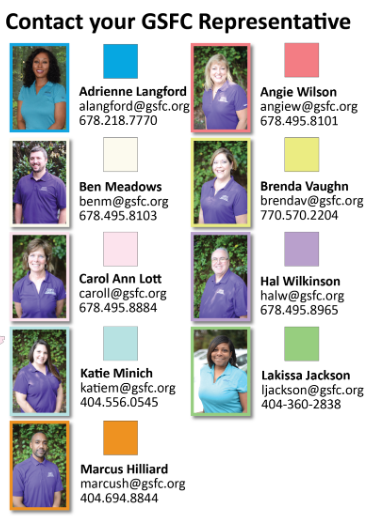 Contact your GSFC Representative
Adrienne Langford
alangford@gsfc.org
678.218.7770
Angie Wilson
angiew@gsfc.org
678.495.8101
Ben Meadows
benm@gsfc.org
678.495.8103
Brenda Vaughn
brendav@gsfc.org
770.570.2204
Carol Ann Lott
caroll@gsfc.org
678.495.8884
Hal Wilkinson
halw@gsfc.org
678.495.8965
Katie Minich
katiem@gsfc.org
404.556.0545
Lakissa Jackson
ljackson@gsfc.org
404-360-2838
Marcus Hilliard
marcush@gsfc.org
404.694.8844